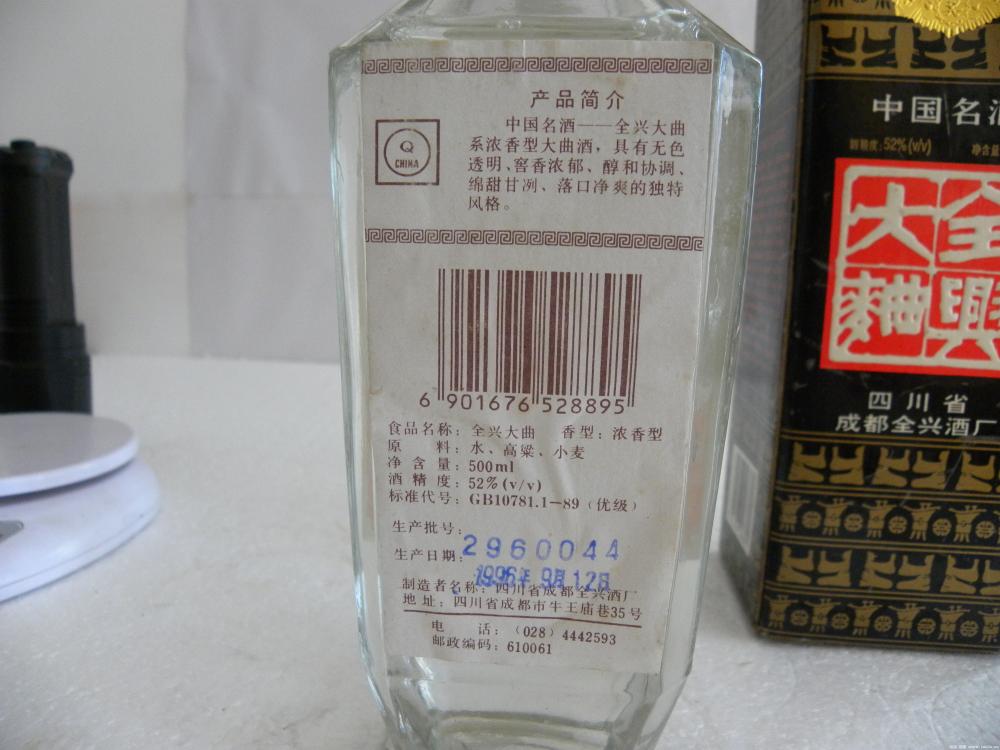 产品简介
Q
CHINA
中国名酒——全兴大曲
系浓香型大曲酒，具有无色
透明、窖香浓郁、醇和协调、
绵甜甘冽、落口净爽的独特
风格。
6 901676 528895
食品名称：全兴大曲 香型：浓香型
原 料：水、高粱、小麦
净 含 量：500ml
酒 精 度：52%(v/v)
标准代号：GB10781.1—89（优级）
生产批号：
2960044
生产日期：
1996年 9月12日
制造者名称：四川省成都全兴酒厂
地 址：四川省成都市牛王庙巷35号
电 话：（028）4442593
邮政编码：610061
中国名酒
酒精度:52%(v/v) 净含量
大全
麯興
四川省
成都全兴酒厂